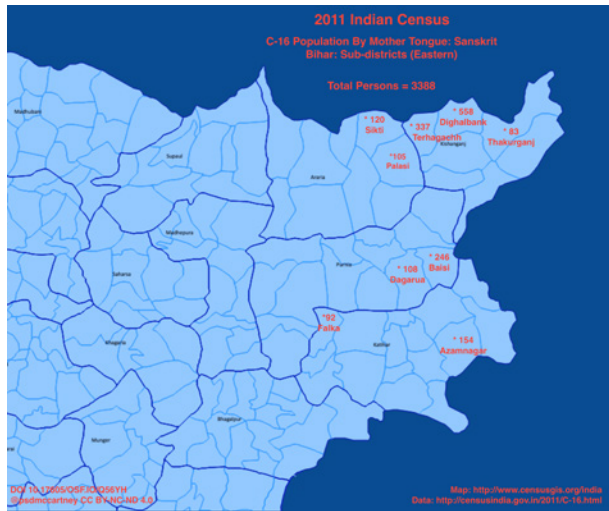 2011 Indian Census
C-16 Population By Mother Tongue: Sanskrit
Bihar: Sub-districts (Eastern)
Total Persons = 3388
Madhubani
* 120
Sikti
* 337
Terhagachh
* 558
Dighalbank
Kishanganj
* 83
Thakurganj
Supaul
*105
Palasi
Araria
Madhepura
Saharsa
Purnia
* 108
Dagarua
* 246
Baisi
*92
Falka
Khagaria
Katihar
* 154
Azamnagar
Bhagalpur
Munger
@psdmccartney CC BY-NC-ND 4.0
Map: http://www.censusgis.org/india
Data: http://censusindia.gov.in/2011/C-16.html